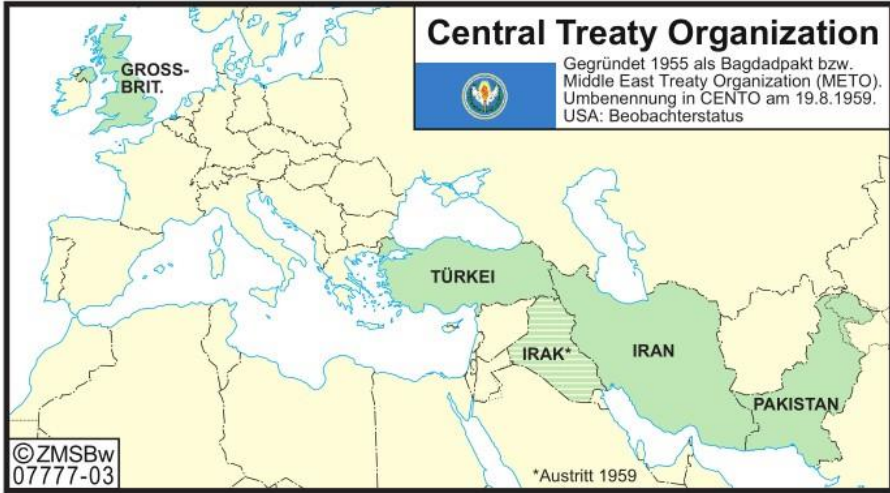 Central Treaty Organization
Gegründet 1955 als Bagdadpakt bzw.
Middle East Treaty Organization (METO).
Umbenennung in CENTO am 19.8.1959.
USA: Beobachterstatus
GROSS-
BRIT.
TÜRKEI
IRAK*
IRAN
PAKISTAN
*Austritt 1959
©ZMSBw
07777-03